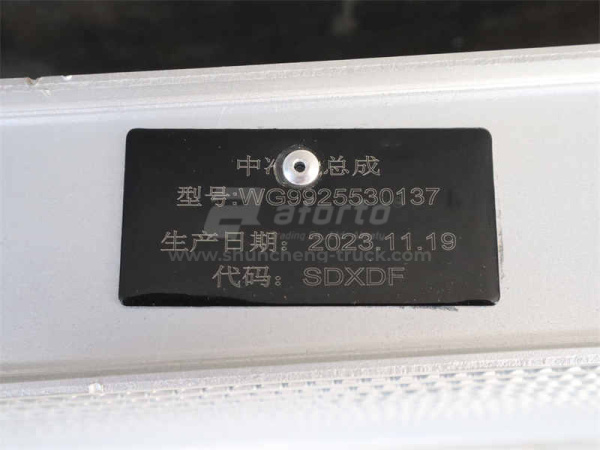 中冷 总成
型号:WG9925530137
aforto
生产日期: 2023.11.19
www.shuncheng-truck.com
代码: SDXDF